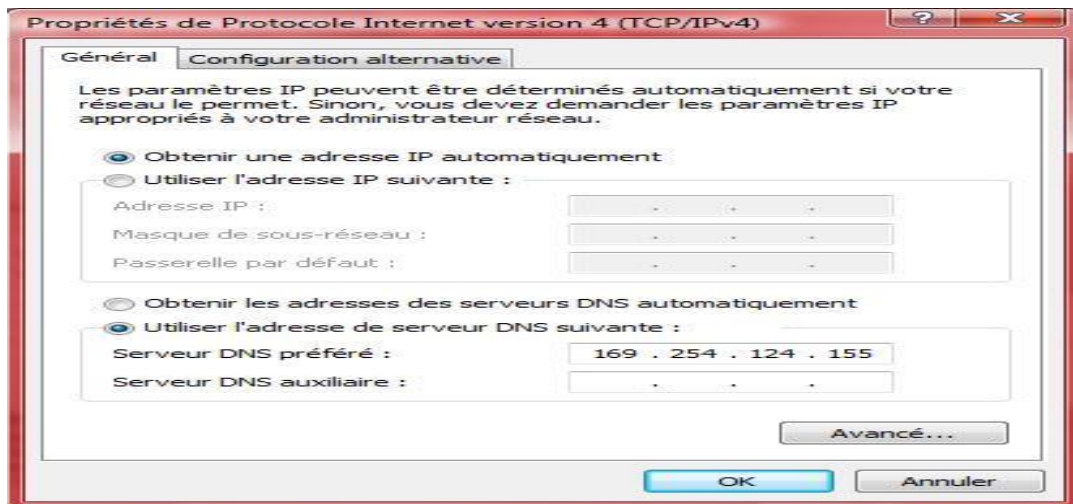 Propriétés de Protocole Internet version 4 (TCP/IPv4)
Général
Configuration alternative
Les paramètres IP peuvent être déterminés automatiquement si votre
réseau le permet. Sinon, vous devez demander les paramètres IP
appropriés à votre administrateur réseau.
Obtenir une adresse IP automatiquement
Utiliser l'adresse IP suivante :
Adresse IP :
Masque de sous-réseau :
Passerelle par défaut :
Obtenir les adresses des serveurs DNS automatiquement
Utiliser l'adresse de serveur DNS suivante :
Serveur DNS préféré : 169 . 254 . 124 . 155
Serveur DNS auxiliaire :
Avancé...
OK Annuler